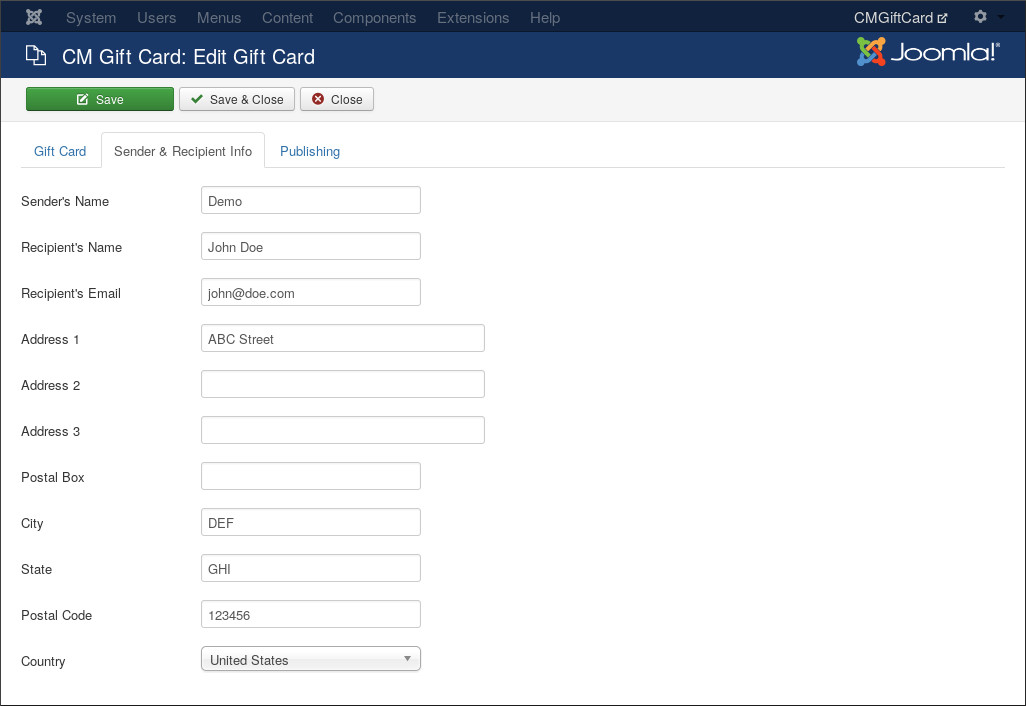 System Users Menus Content Components Extensions Help CMGiftCard
CM Gift Card: Edit Gift Card Joomla!®
Save Save & Close Close
Gift Card Sender & Recipient Info Publishing
Sender's Name Demo
Recipient's Name John Doe
Recipient's Email john@doe.com
Address 1 ABC Street
Address 2
Address 3
Postal Box
City DEF
State GHI
Postal Code 123456
Country United States